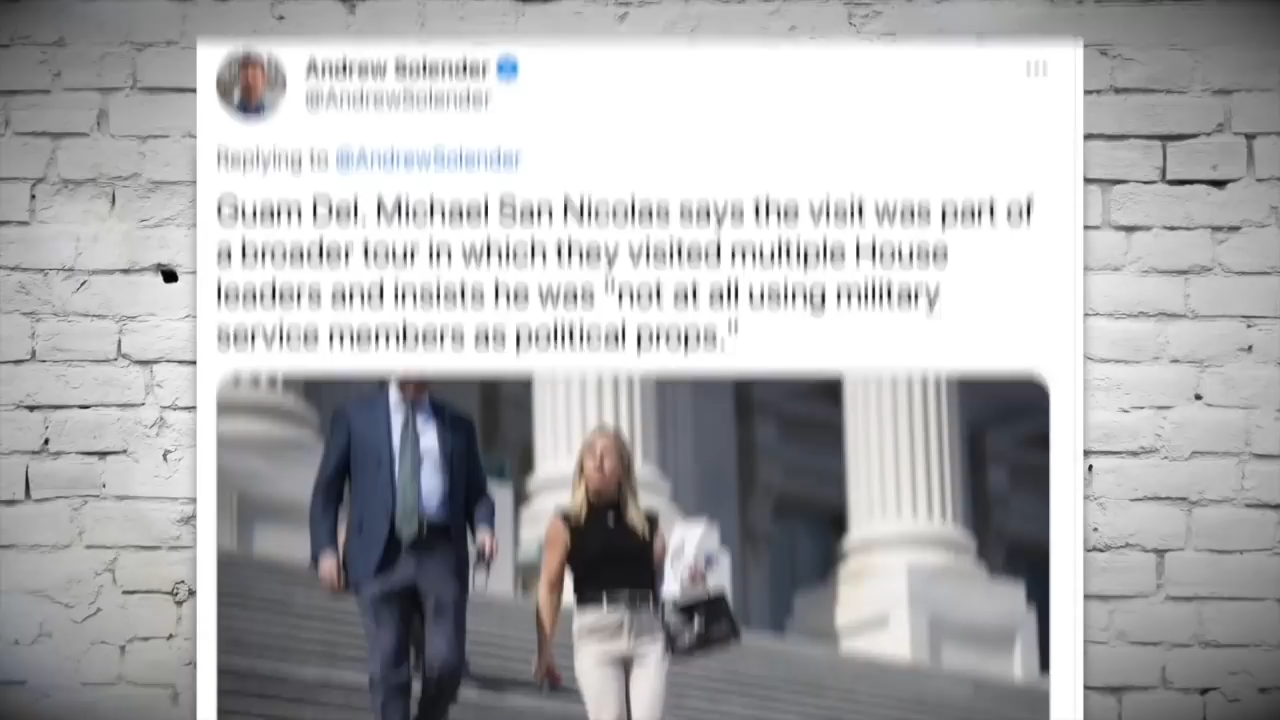 Andrew Solender
@AndrewSolender
Replying to @AndrewSolender
Guam Del. Michael San Nicolas says the visit was part of
a broader tour in which they visited multiple House
leaders and insists he was "not at all using military
service members as political props."